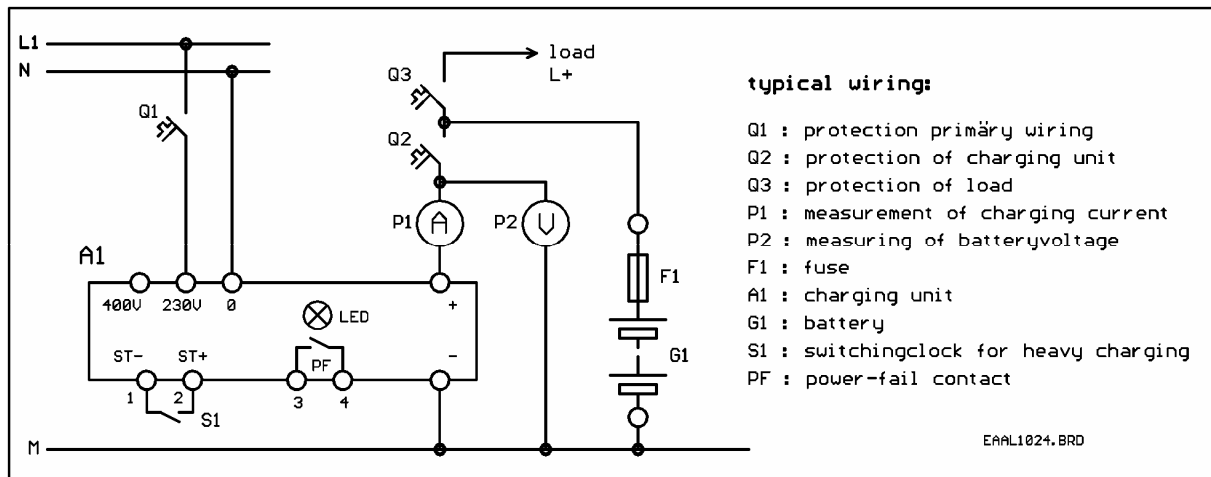 L1
N
Q1
Q3
load
L+
Q2
P1
A
P2
V
F1
G1
A1
400V 230V 0
+
LED
ST- ST+
PF
-
1 2 3 4
S1
M
typical wiring:
Q1 : protection primäry wiring
Q2 : protection of charging unit
Q3 : protection of load
P1 : measurement of charging current
P2 : measuring of batteryvoltage
F1 : fuse
A1 : charging unit
G1 : battery
S1 : switchingclock for heavy charging
PF : power-fail contact
EAAL1024.BRD